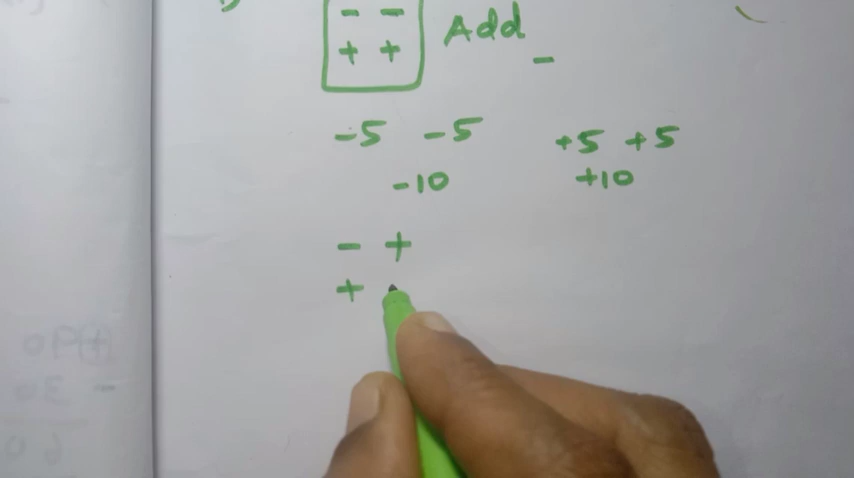 - -
+ + Add
-
-5 -5 +5 +5
-10 +10
- +
+